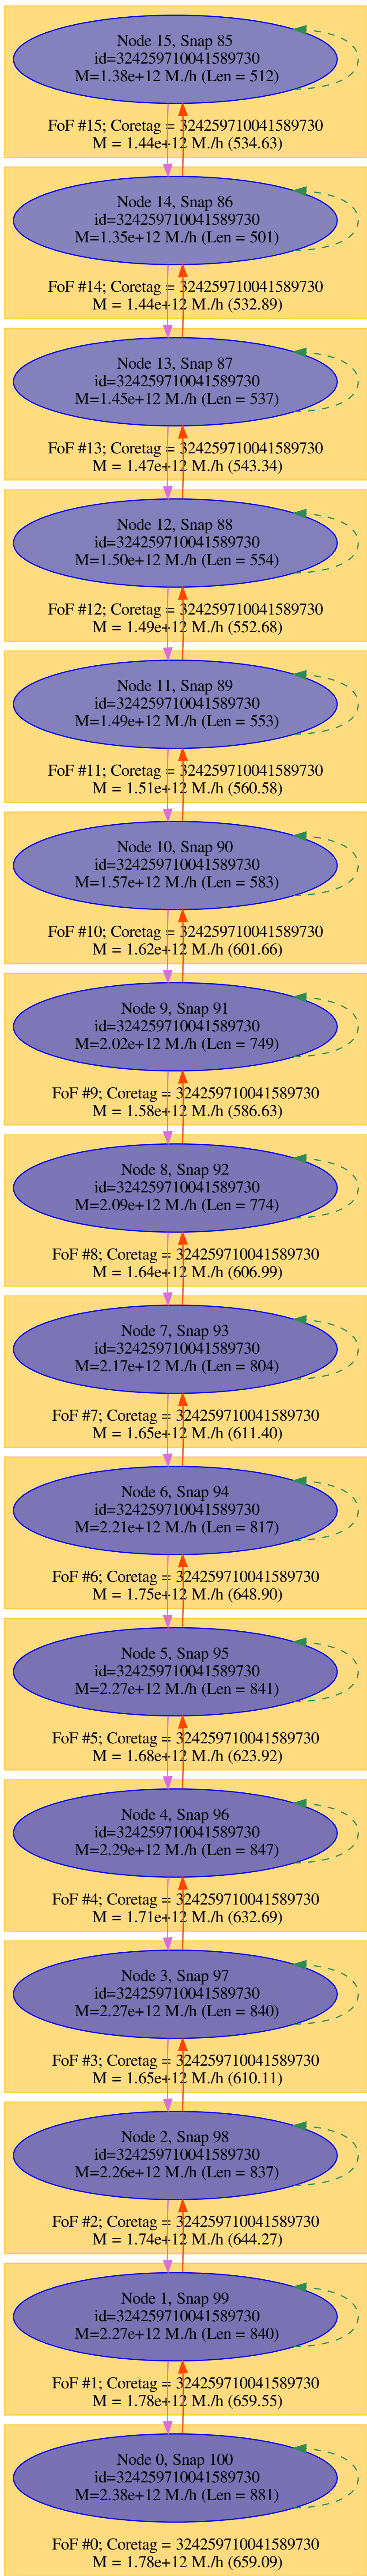 Node 15, Snap 85
id=324259710041589730
M=1.38e+12 M./h (Len = 512)
FoF #15; Coretag = 324259710041589730
M = 1.44e+12 M./h (534.63)
Node 14, Snap 86
id=324259710041589730
M=1.35e+12 M./h (Len = 501)
FoF #14; Coretag = 324259710041589730
M = 1.44e+12 M./h (532.89)
Node 13, Snap 87
id=324259710041589730
M=1.45e+12 M./h (Len = 537)
FoF #13; Coretag = 324259710041589730
M = 1.47e+12 M./h (543.34)
Node 12, Snap 88
id=324259710041589730
M=1.50e+12 M./h (Len = 554)
FoF #12; Coretag = 324259710041589730
M = 1.49e+12 M./h (552.68)
Node 11, Snap 89
id=324259710041589730
M=1.49e+12 M./h (Len = 553)
FoF #11; Coretag = 324259710041589730
M = 1.51e+12 M./h (560.58)
Node 10, Snap 90
id=324259710041589730
M=1.57e+12 M./h (Len = 583)
FoF #10; Coretag = 324259710041589730
M = 1.62e+12 M./h (601.66)
Node 9, Snap 91
id=324259710041589730
M=2.02e+12 M./h (Len = 749)
FoF #9; Coretag = 324259710041589730
M = 1.58e+12 M./h (586.63)
Node 8, Snap 92
id=324259710041589730
M=2.09e+12 M./h (Len = 774)
FoF #8; Coretag = 324259710041589730
M = 1.64e+12 M./h (606.99)
Node 7, Snap 93
id=324259710041589730
M=2.17e+12 M./h (Len = 804)
FoF #7; Coretag = 324259710041589730
M = 1.65e+12 M./h (611.40)
Node 6, Snap 94
id=324259710041589730
M=2.21e+12 M./h (Len = 817)
FoF #6; Coretag = 324259710041589730
M = 1.75e+12 M./h (648.90)
Node 5, Snap 95
id=324259710041589730
M=2.27e+12 M./h (Len = 841)
FoF #5; Coretag = 324259710041589730
M = 1.68e+12 M./h (623.92)
Node 4, Snap 96
id=324259710041589730
M=2.29e+12 M./h (Len = 847)
FoF #4; Coretag = 324259710041589730
M = 1.71e+12 M./h (632.69)
Node 3, Snap 97
id=324259710041589730
M=2.27e+12 M./h (Len = 840)
FoF #3; Coretag = 324259710041589730
M = 1.65e+12 M./h (610.11)
Node 2, Snap 98
id=324259710041589730
M=2.26e+12 M./h (Len = 837)
FoF #2; Coretag = 324259710041589730
M = 1.74e+12 M./h (644.27)
Node 1, Snap 99
id=324259710041589730
M=2.27e+12 M./h (Len = 840)
FoF #1; Coretag = 324259710041589730
M = 1.78e+12 M./h (659.55)
Node 0, Snap 100
id=324259710041589730
M=2.38e+12 M./h (Len = 881)
FoF #0; Coretag = 324259710041589730
M = 1.78e+12 M./h (659.09)